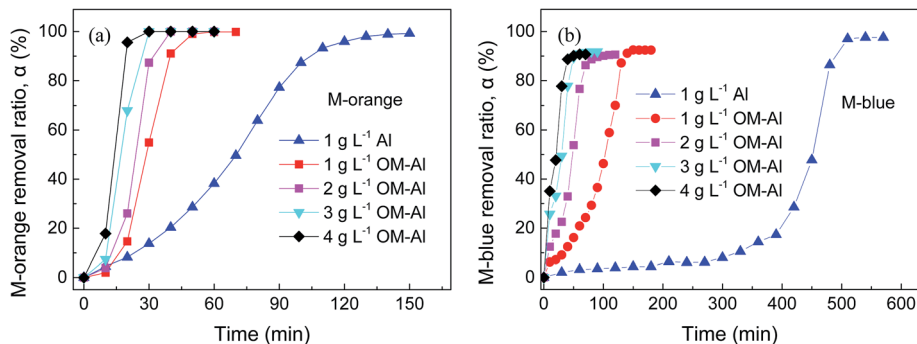 (a)
M-orange removal ratio, α (%)
100
80
60
40
20
0
M-orange
1 g L⁻¹ Al
1 g L⁻¹ OM-Al
2 g L⁻¹ OM-Al
3 g L⁻¹ OM-Al
4 g L⁻¹ OM-Al
0 30 60 90 120 150
Time (min)
(b)
M-blue removal ratio, α (%)
100
80
60
40
20
0
1 g L⁻¹ Al
1 g L⁻¹ OM-Al
2 g L⁻¹ OM-Al
3 g L⁻¹ OM-Al
4 g L⁻¹ OM-Al
M-blue
0 100 200 300 400 500 600
Time (min)